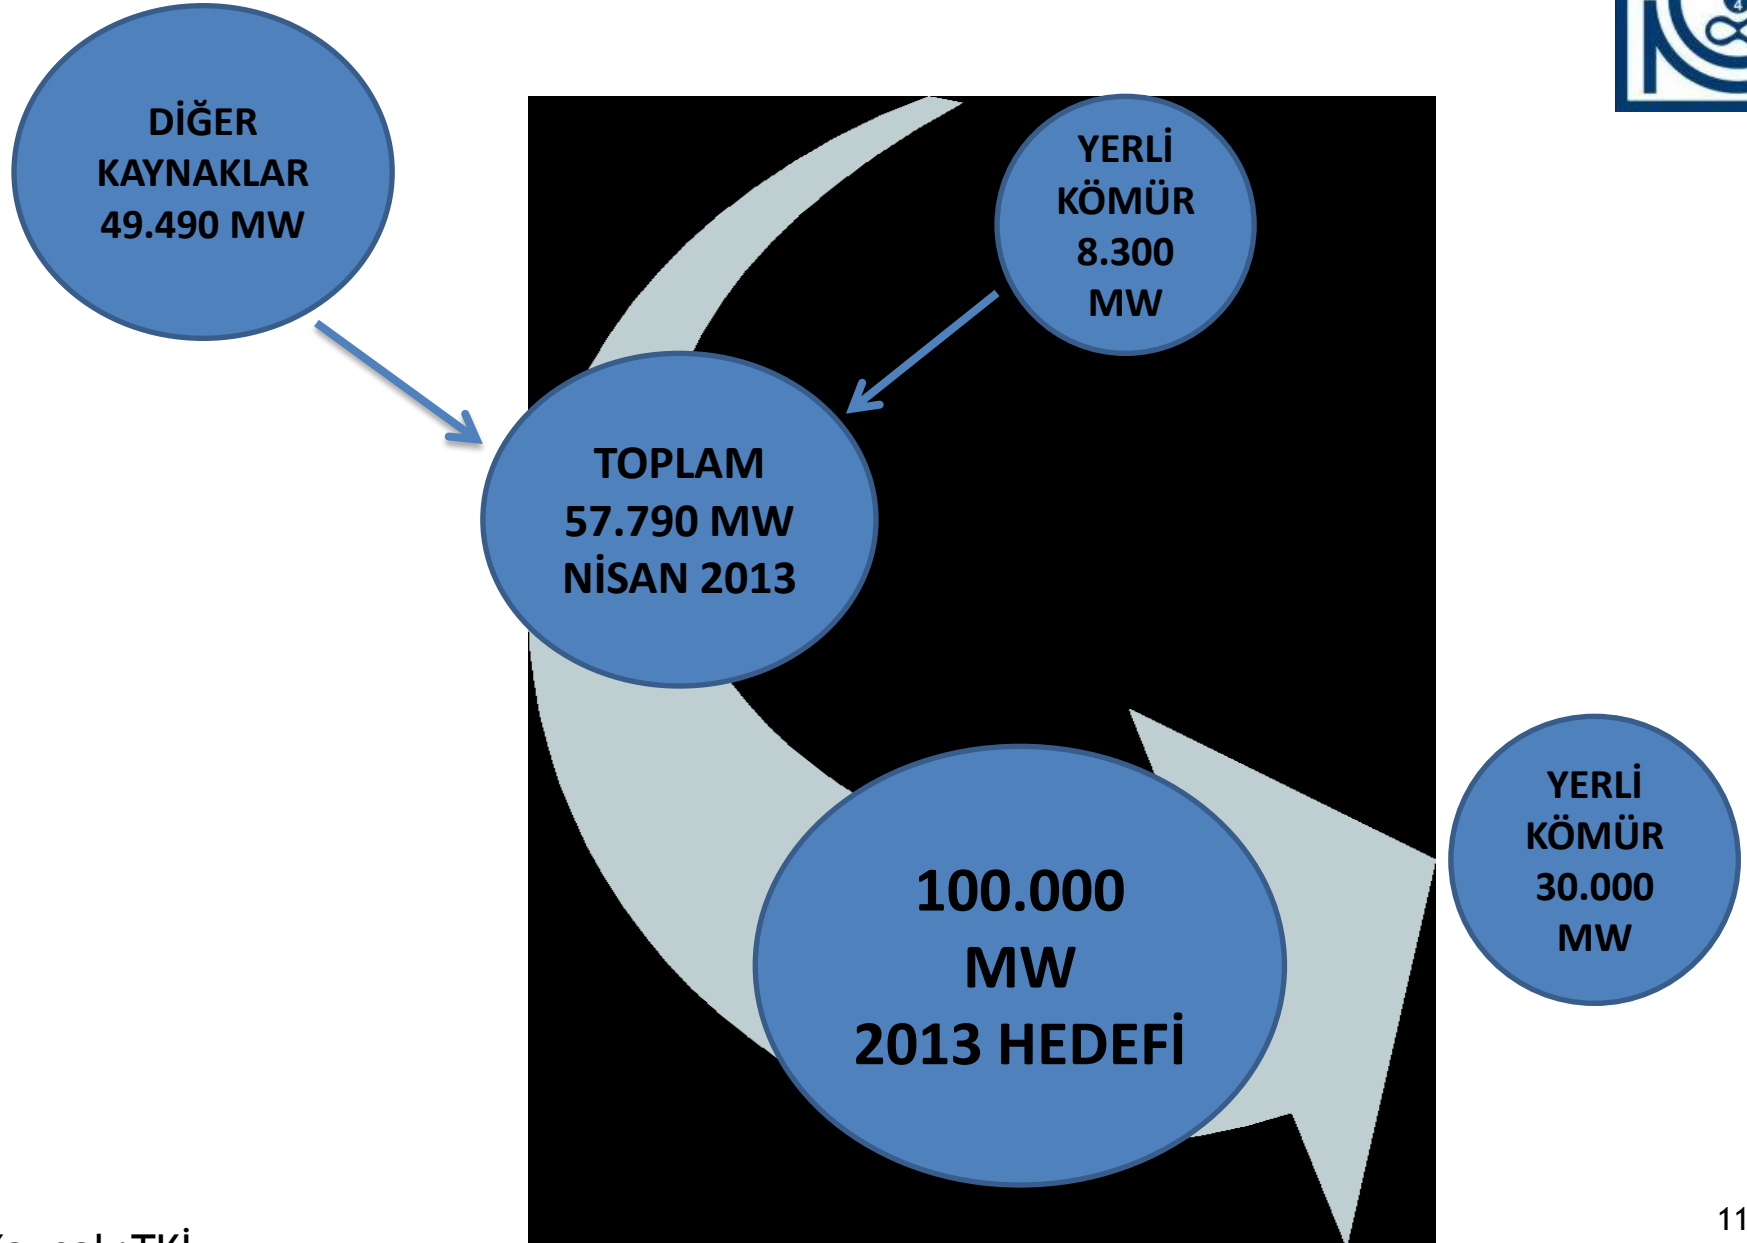 DİĞER
KAYNAKLAR
49.490 MW
YERLİ
KÖMÜR
8.300
MW
TOPLAM
57.790 MW
NİSAN 2013
100.000
MW
2013 HEDEFİ
YERLİ
KÖMÜR
30.000
MW
11
TKİ